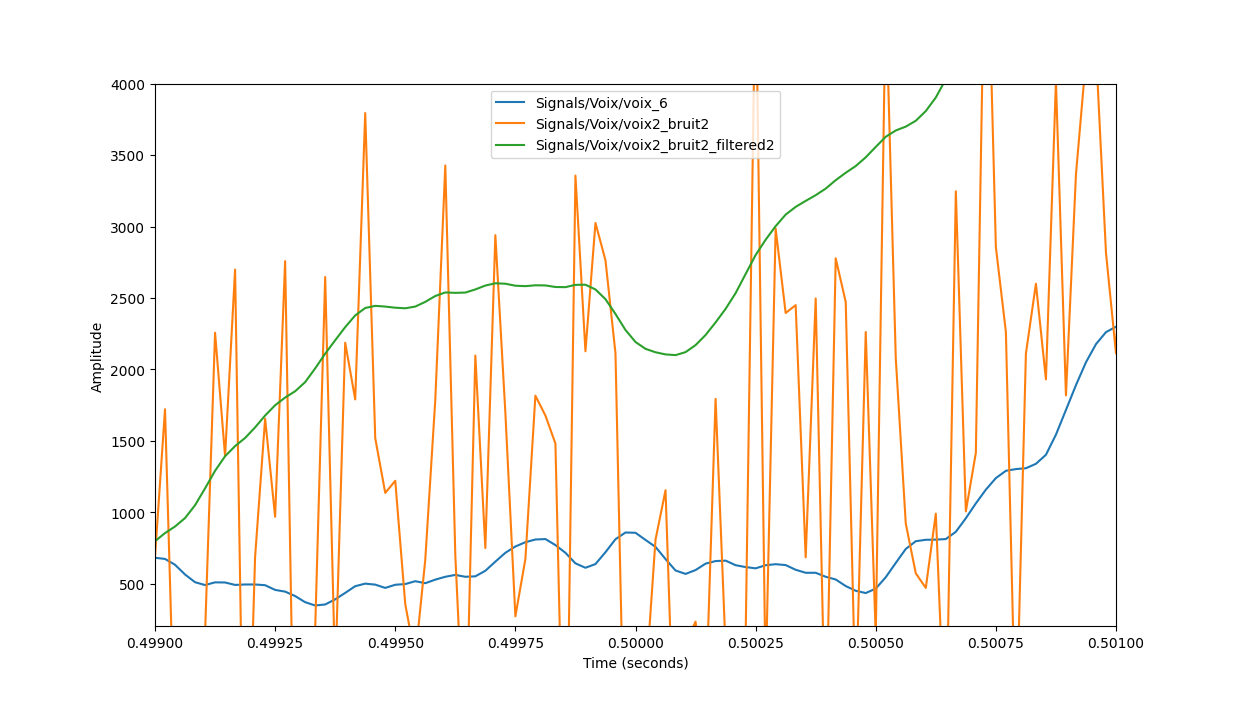 4000
3500
3000
2500
2000
1500
1000
500
Amplitude
Signals/Voix/voix_6
Signals/Voix/voix2_bruit2
Signals/Voix/voix2_bruit2_filtered2
0.49900 0.49925 0.49950 0.49975 0.50000 0.50025 0.50050 0.50075 0.50100
Time (seconds)